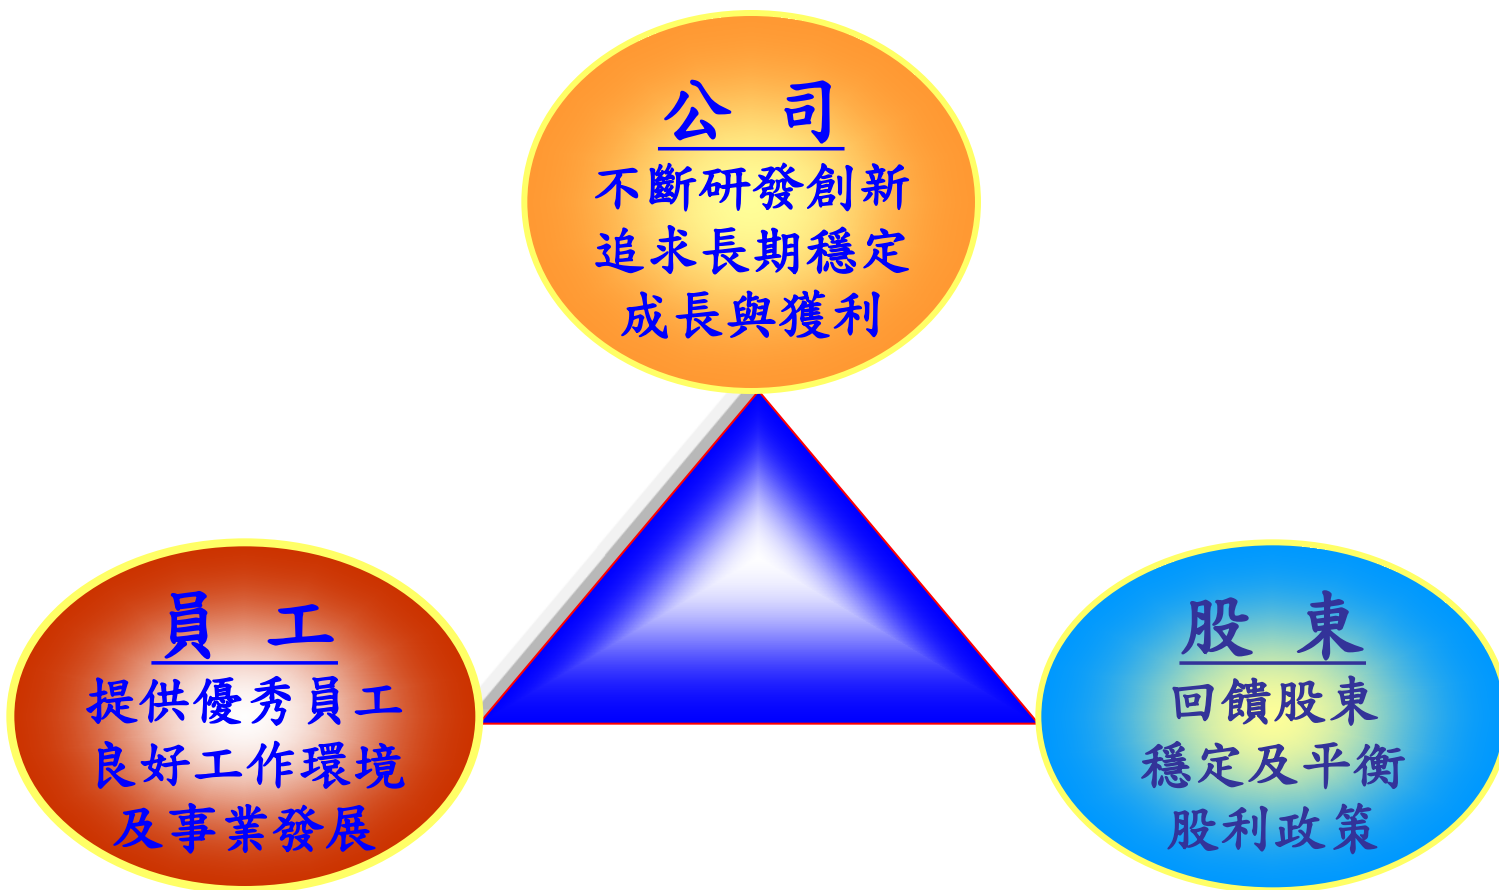 公 司
不斷研發創新
追求長期穩定
成長與獲利
員 工
提供優秀員工
良好工作環境
及事業發展
股 東
回饋股東
穩定及平衡
股利政策